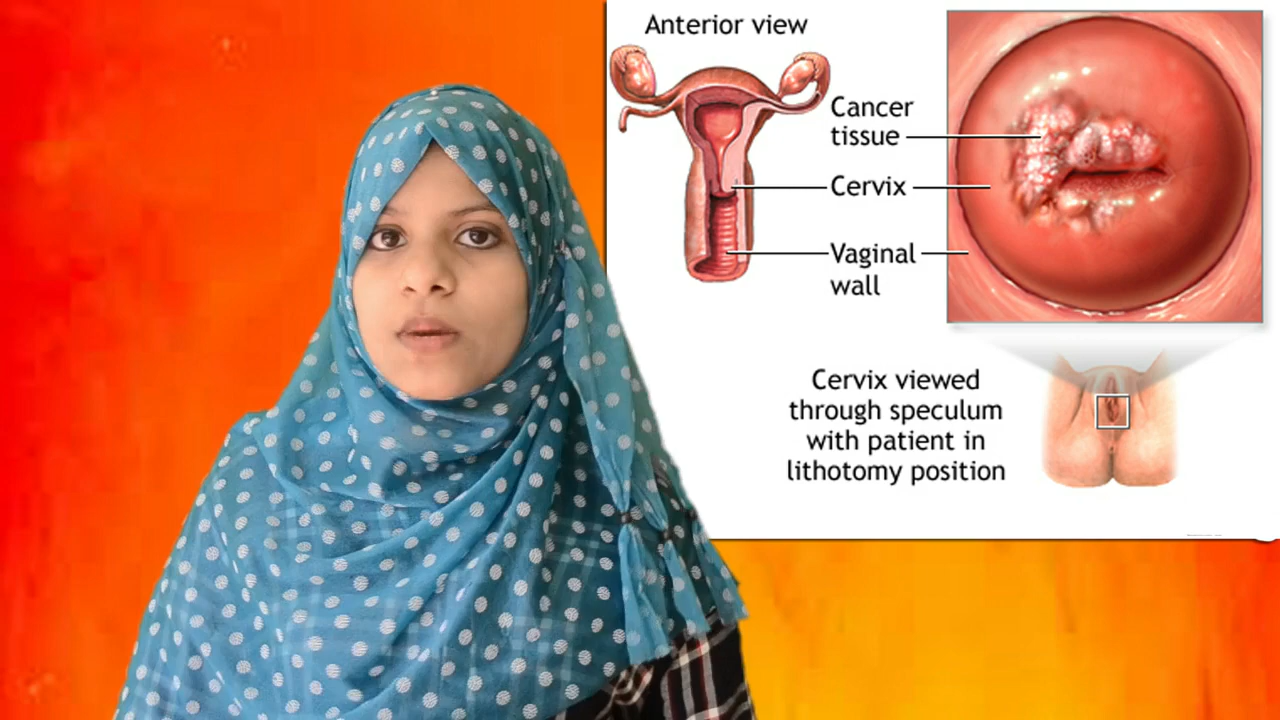 Anterior view
Cancer
tissue
Cervix
Vaginal
wall
Cervix viewed
through speculum
with patient in
lithotomy position